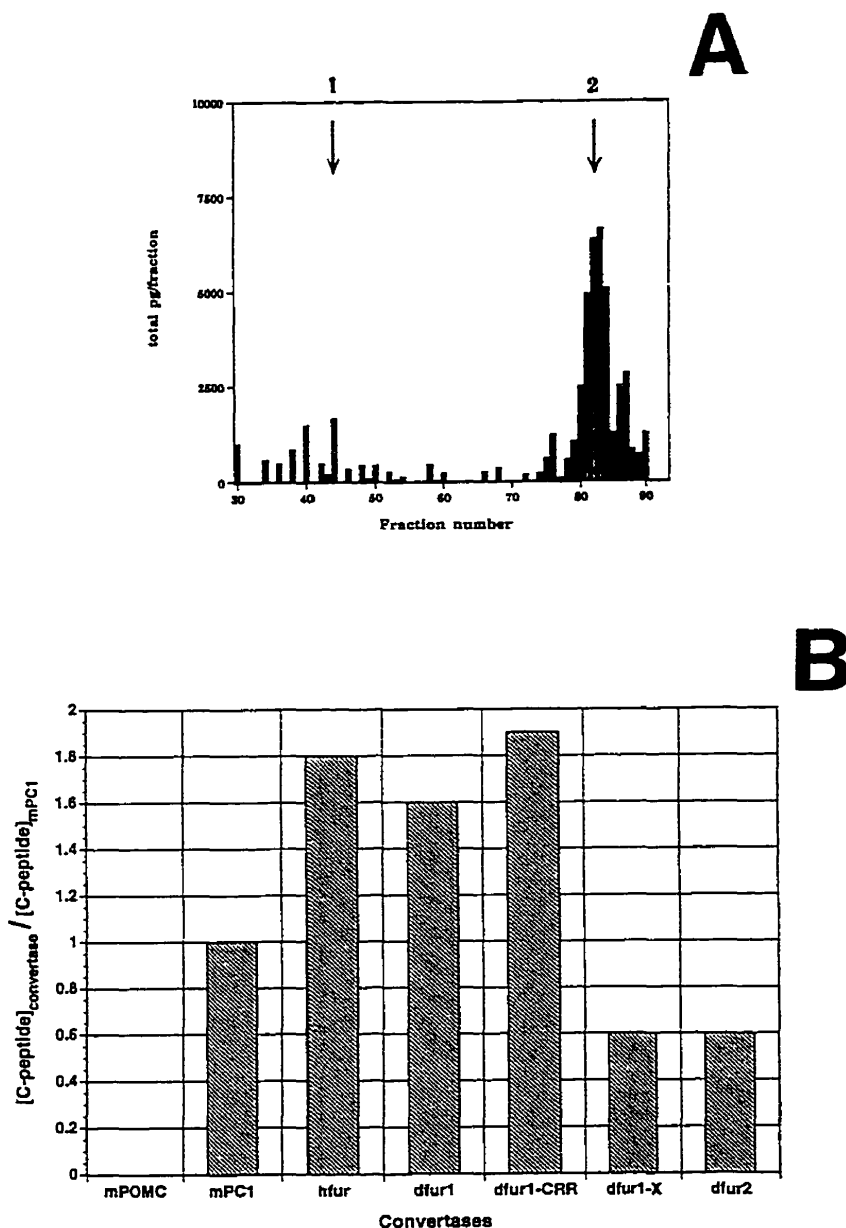 A
1 2
10000
7500
5000
2500
0
30 40 50 60 70 80 90
total pg/fraction
Fraction number
B
2
1.8
1.6
1.4
1.2
1
0.8
0.6
0.4
0.2
0
[C-peptide]convertase / [C-peptide]mPC1
mPOMC mPC1 hfur dfur1 dfur1-CRR dfur1-X dfur2
Convertases